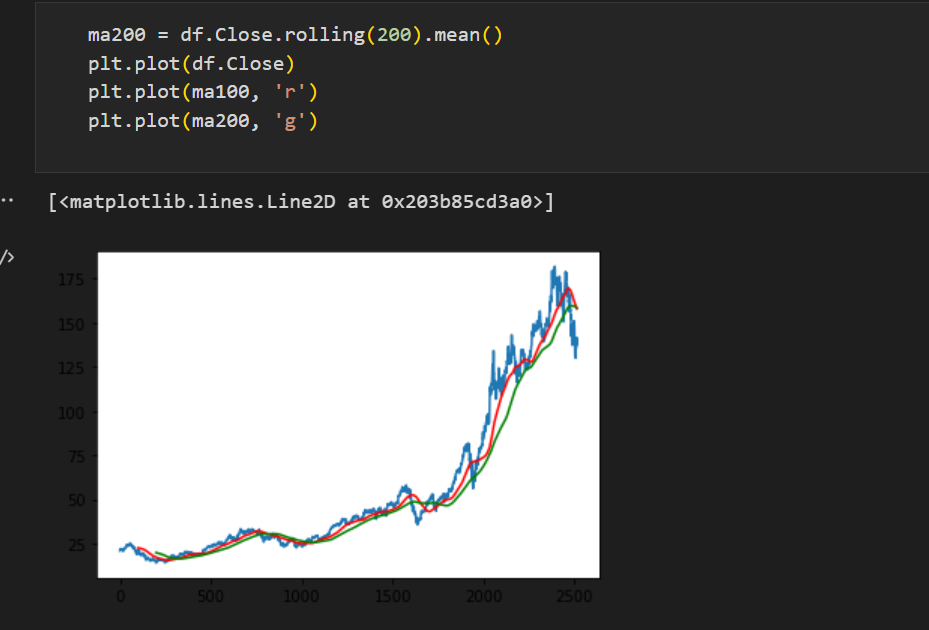 ma200 = df.Close.rolling(200).mean()
plt.plot(df.Close)
plt.plot(ma100, 'r')
plt.plot(ma200, 'g')
[<matplotlib.lines.Line2D at 0x203b85cd3a0>]
/>
175
150
125
100
75
50
25
0 500 1000 1500 2000 2500